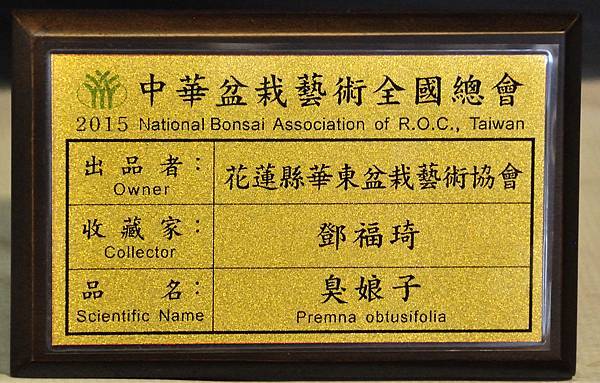 中華盆栽藝術全國總會
2015 National Bonsai Association of R.O.C., Taiwan
出品者： 花蓮縣華東盆栽藝術協會
Owner
收藏家： 鄧福琦
Collector
品名： 臭娘子
Scientific Name Premna obtusifolia